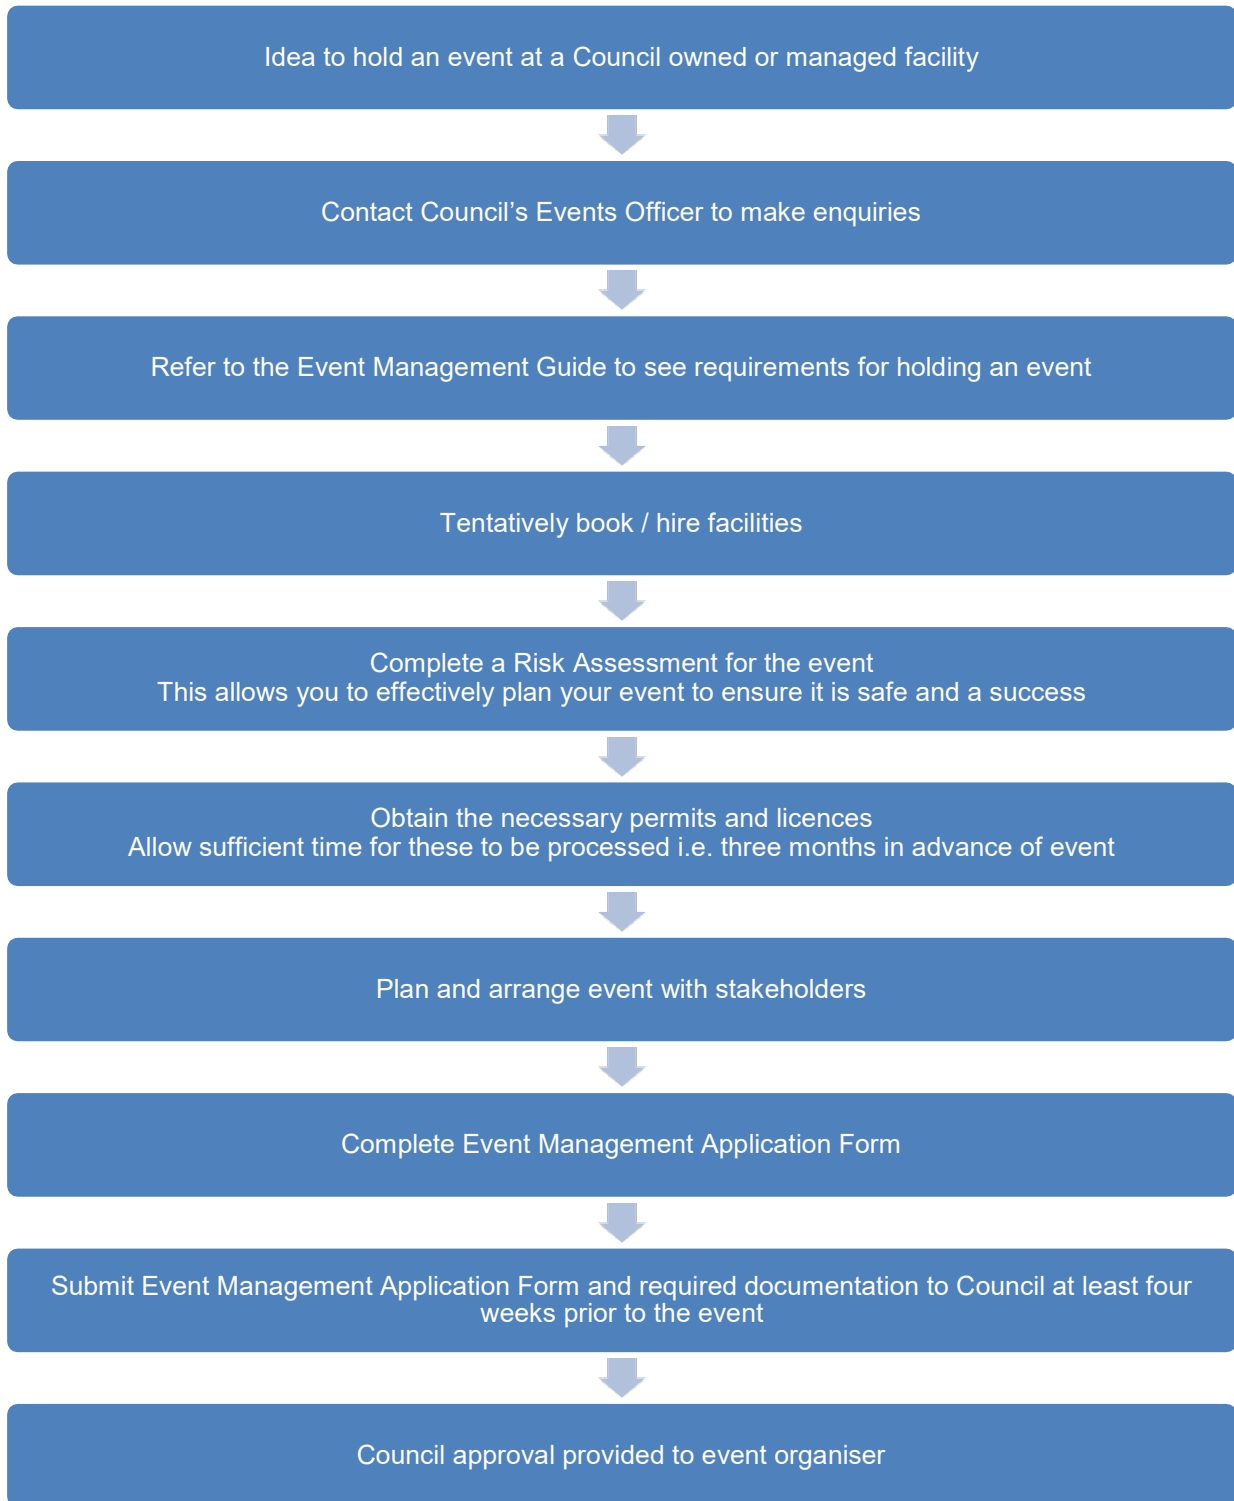 Idea to hold an event at a Council owned or managed facility
Contact Council’s Events Officer to make enquiries
Refer to the Event Management Guide to see requirements for holding an event
Tentatively book / hire facilities
Complete a Risk Assessment for the event
This allows you to effectively plan your event to ensure it is safe and a success
Obtain the necessary permits and licences
Allow sufficient time for these to be processed i.e. three months in advance of event
Plan and arrange event with stakeholders
Complete Event Management Application Form
Submit Event Management Application Form and required documentation to Council at least four
weeks prior to the event
Council approval provided to event organiser